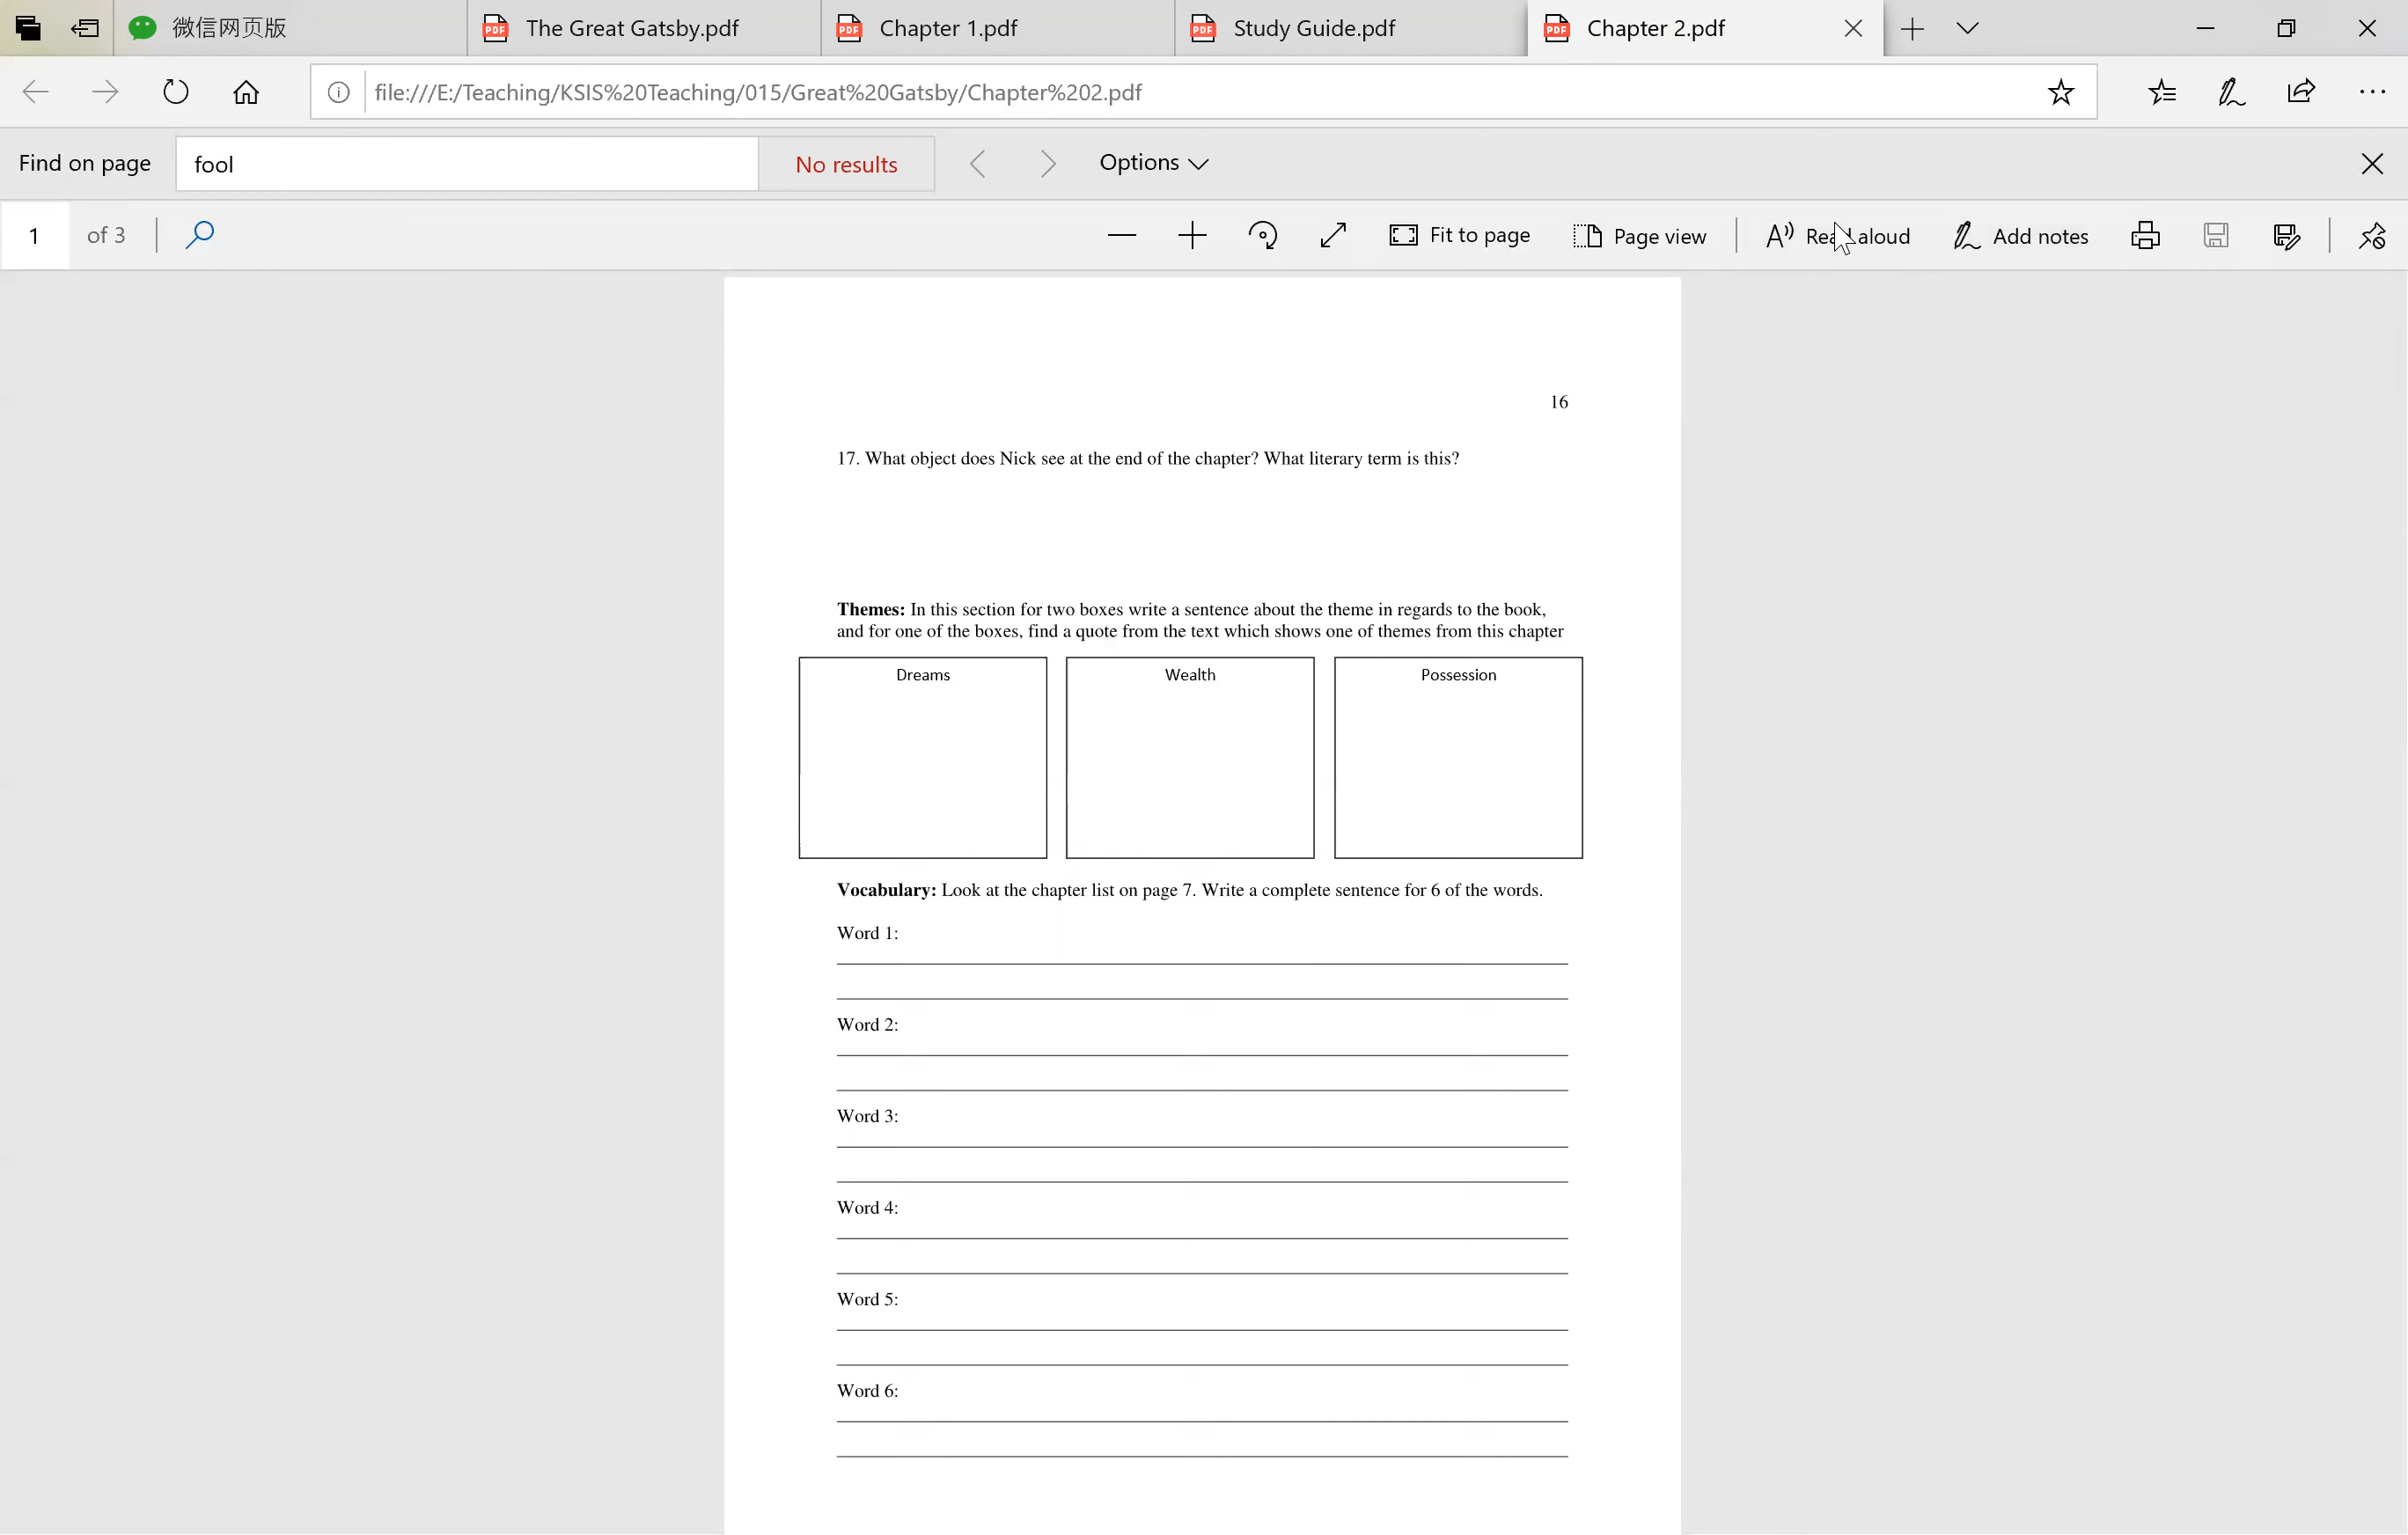 微信网页版
The Great Gatsby.pdf
Chapter 1.pdf
Study Guide.pdf
Chapter 2.pdf
file:///E:/Teaching/KSIS%20Teaching/015/Great%20Gatsby/Chapter%202.pdf
Find on page
fool
No results
Options
1
of 3
Fit to page
Page view
Read aloud
Add notes
16
17. What object does Nick see at the end of the chapter? What literary term is this?
Themes: In this section for two boxes write a sentence about the theme in regards to the book,
and for one of the boxes, find a quote from the text which shows one of themes from this chapter
Dreams
Wealth
Possession
Vocabulary: Look at the chapter list on page 7. Write a complete sentence for 6 of the words.
Word 1:
Word 2:
Word 3:
Word 4:
Word 5:
Word 6: